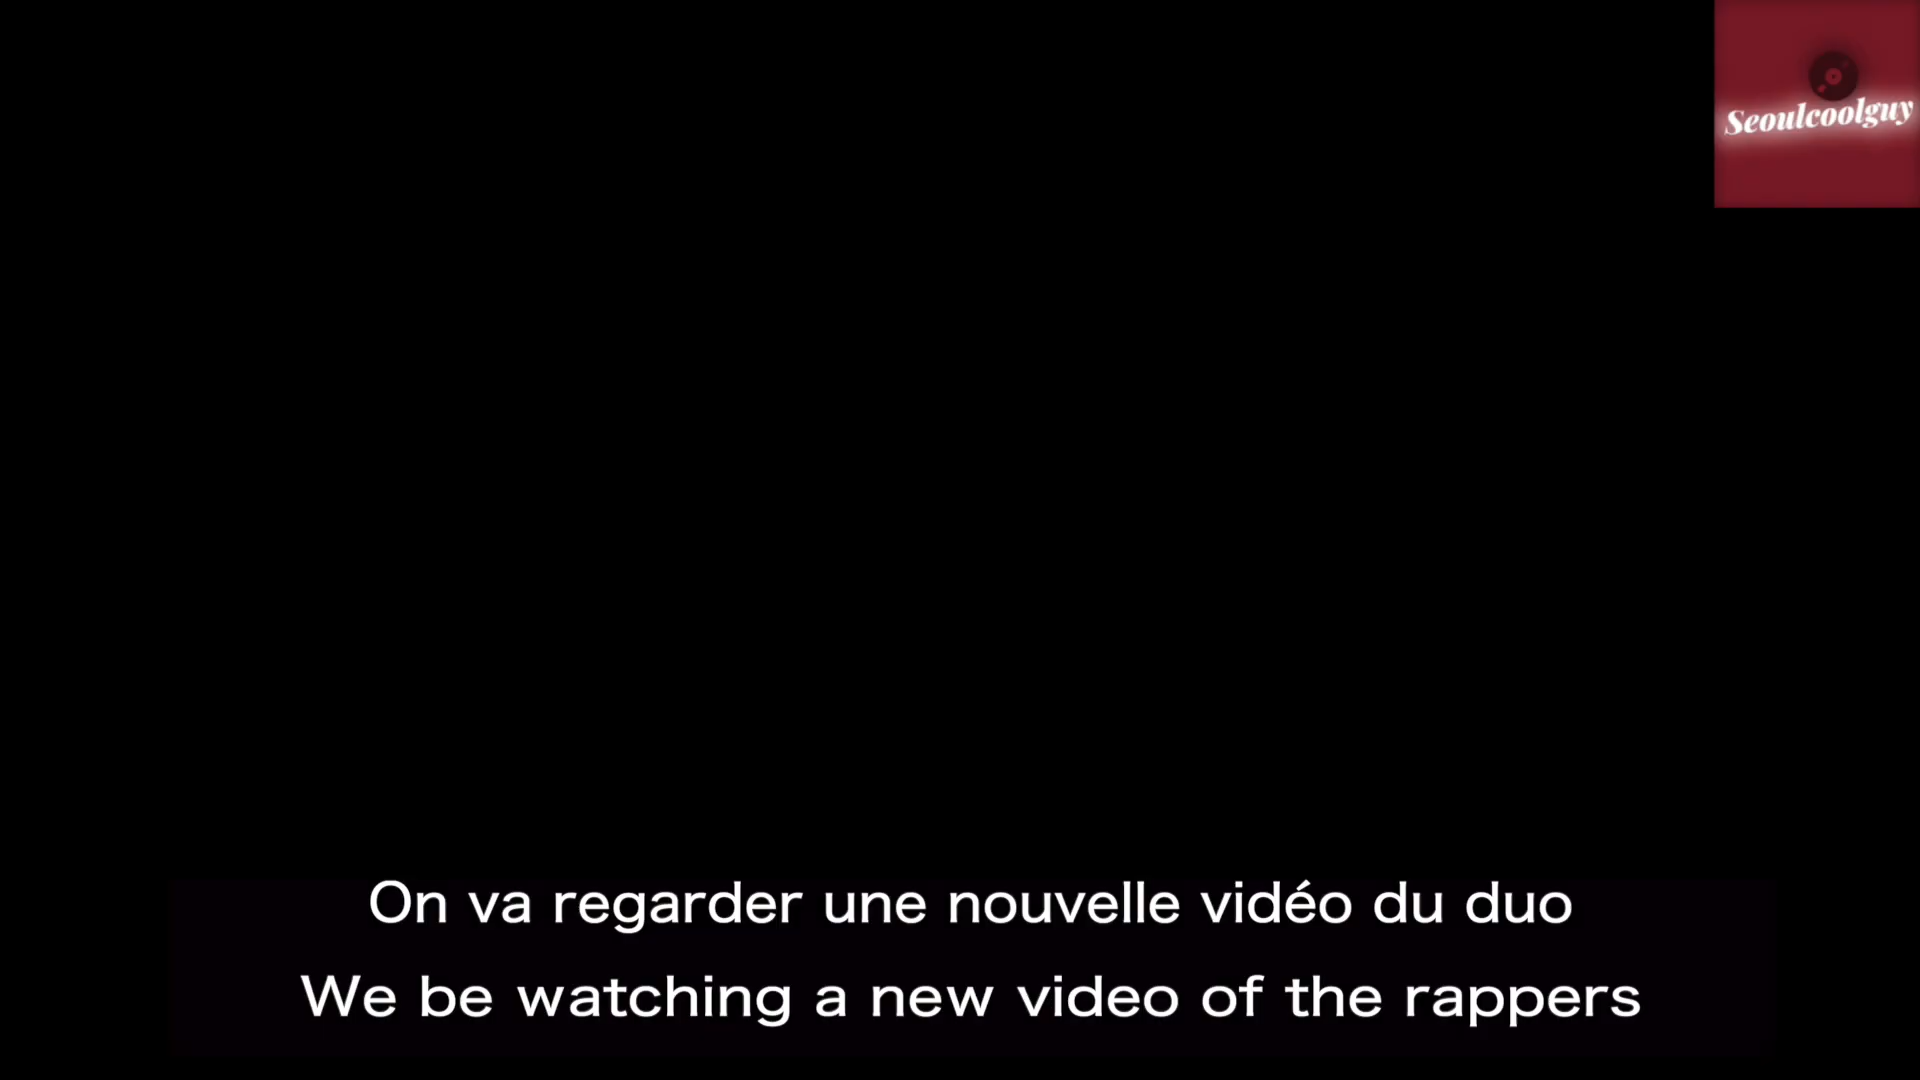 Seoulcoolguy
On va regarder une nouvelle vidéo du duo
We be watching a new video of the rappers